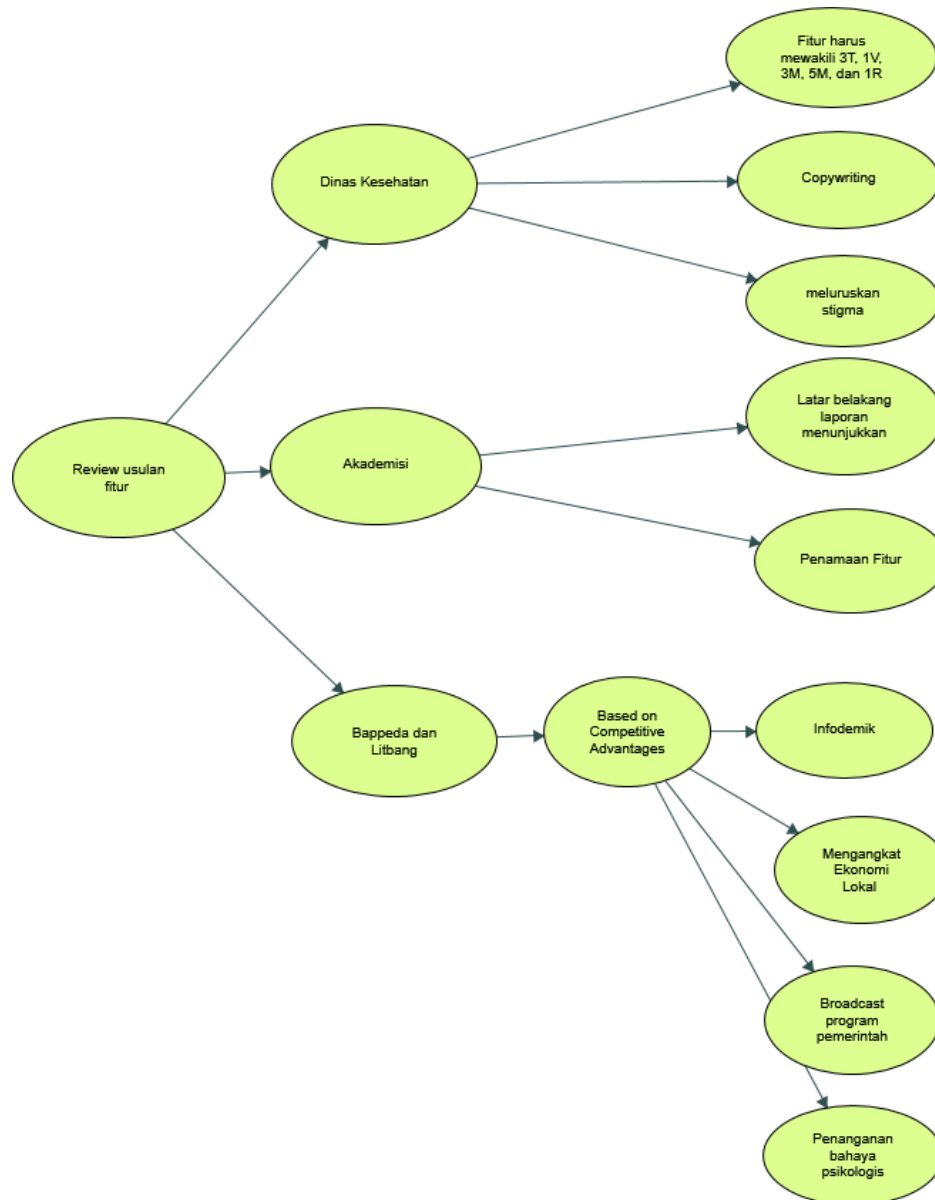 Fitur harus
mewakili 3T, 1V,
3M, 5M, dan 1R
Dinas Kesehatan
Copywriting
meluruskan
stigma
Latar belakang
laporan
menunjukkan
Review usulan
fitur
Akademisi
Penamaan Fitur
Bappeda dan
Litbang
Based on
Competitive
Advantages
Infodemik
Mengangkat
Ekonomi
Lokal
Broadcast
program
pemerintah
Penanganan
bahaya
psikologis